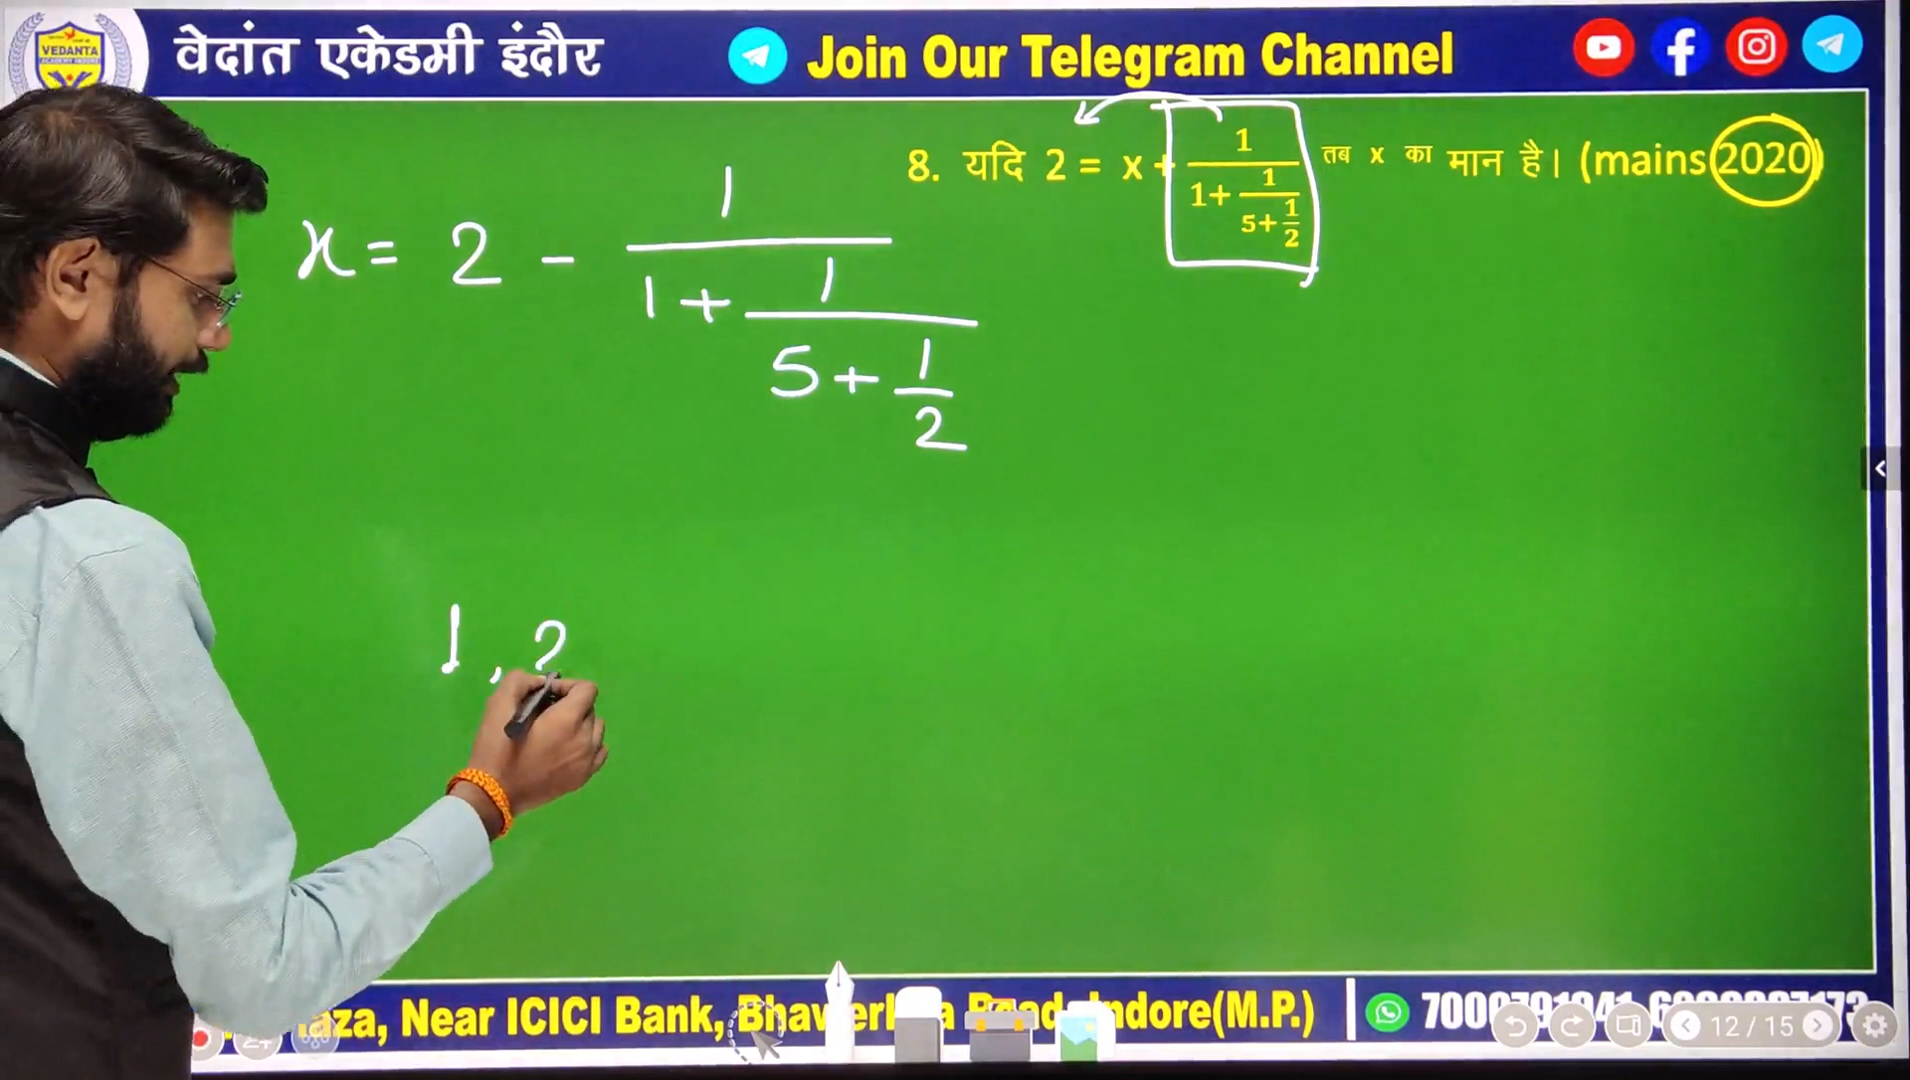 VEDANTA
वेदांत एकेडमी इंदौर
Join Our Telegram Channel
8. यदि 2 = x + 1/(1+1/(5+1/2)) तब x का मान है। (mains 2020)
x = 2 - 1/(1+1/(5+1/2))
1, 2
Near ICICI Bank,
Indore(M.P.)
12 / 15